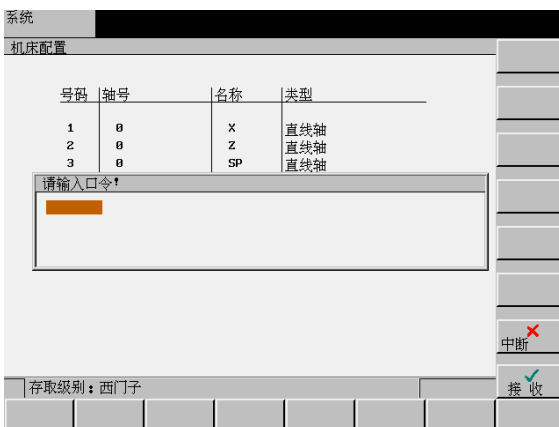 系统
机床配置
号码 轴号 名称 类型
1 0 X 直线轴
2 0 Z 直线轴
3 0 SP 直线轴
请输入口令!
中断
存取级别:西门子
接收